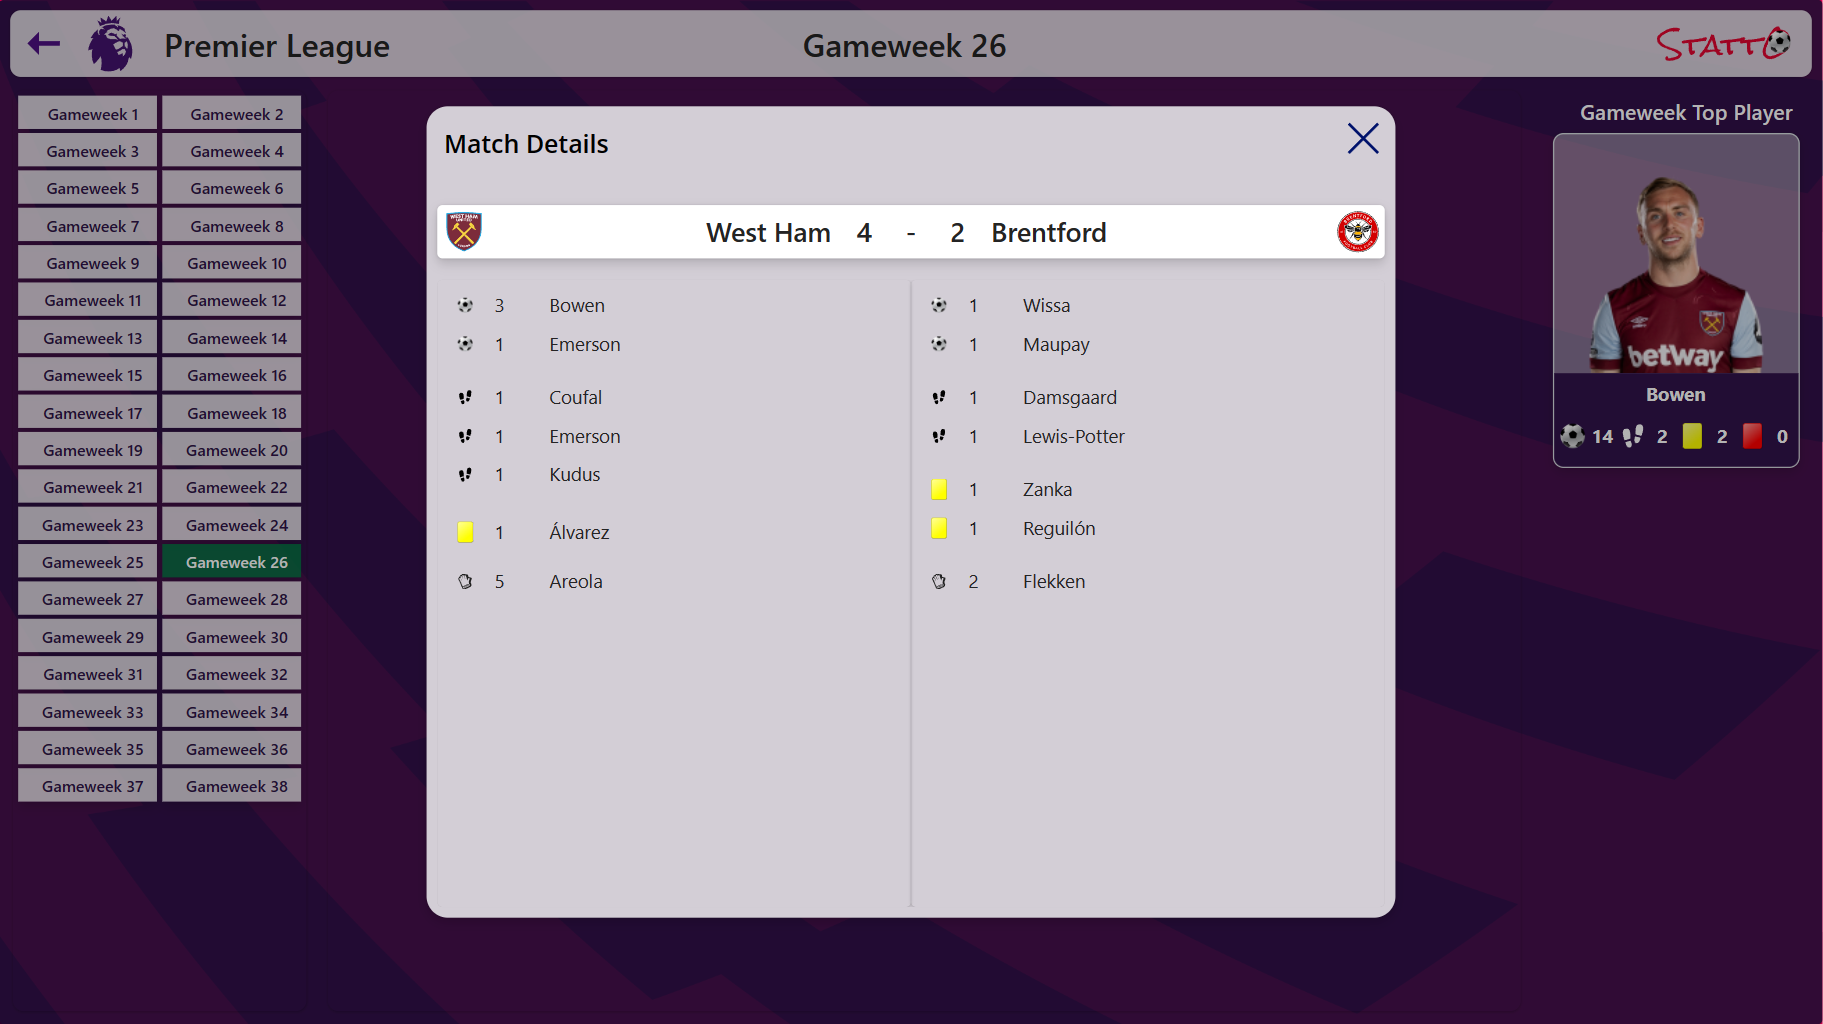 Premier League
Gameweek 26
STATTO
Gameweek 1
Gameweek 2
Gameweek 3
Gameweek 4
Gameweek 5
Gameweek 6
Gameweek 7
Gameweek 8
Gameweek 9
Gameweek 10
Gameweek 11
Gameweek 12
Gameweek 13
Gameweek 14
Gameweek 15
Gameweek 16
Gameweek 17
Gameweek 18
Gameweek 19
Gameweek 20
Gameweek 21
Gameweek 22
Gameweek 23
Gameweek 24
Gameweek 25
Gameweek 26
Gameweek 27
Gameweek 28
Gameweek 29
Gameweek 30
Gameweek 31
Gameweek 32
Gameweek 33
Gameweek 34
Gameweek 35
Gameweek 36
Gameweek 37
Gameweek 38
Match Details
West Ham 4 - 2 Brentford
3 Bowen
1 Emerson
1 Coufal
1 Emerson
1 Kudus
1 Álvarez
5 Areola
1 Wissa
1 Maupay
1 Damsgaard
1 Lewis-Potter
1 Zanka
1 Reguilón
2 Flekken
Gameweek Top Player
betway
Bowen
14 2 2 0